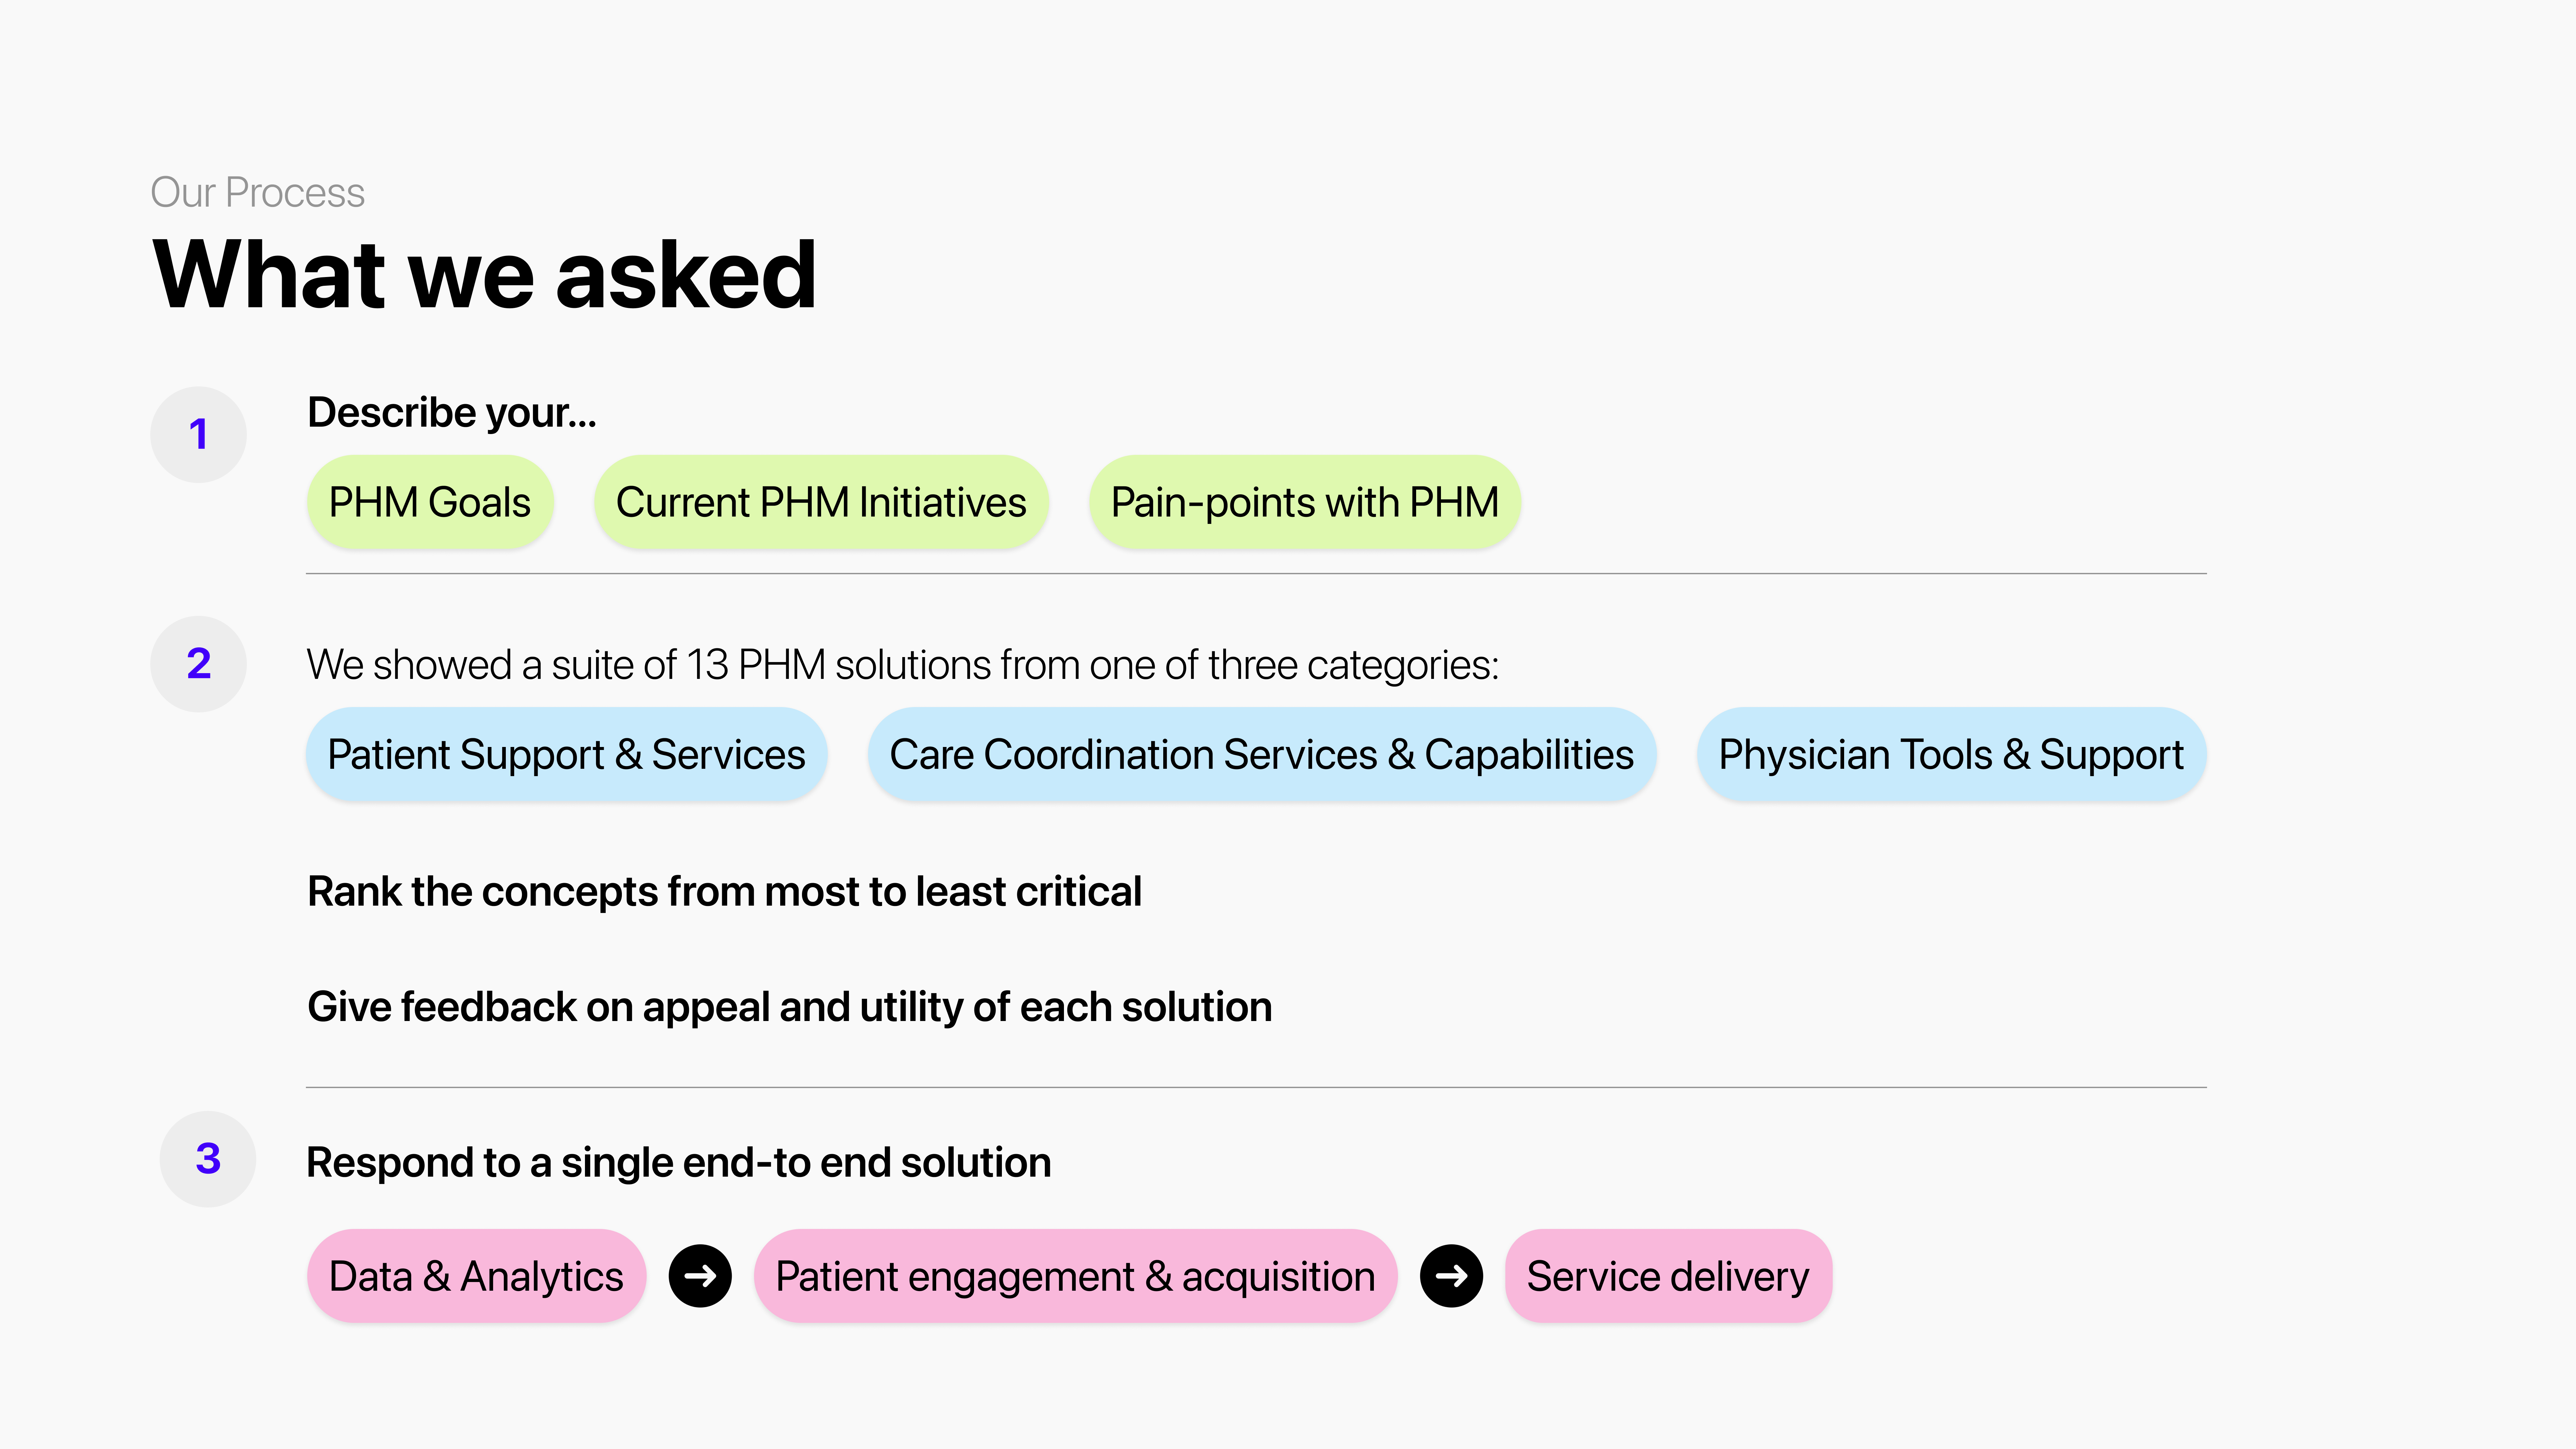 Our Process
What we asked
1
Describe your...
PHM Goals
Current PHM Initiatives
Pain-points with PHM
2
We showed a suite of 13 PHM solutions from one of three categories:
Patient Support & Services
Care Coordination Services & Capabilities
Physician Tools & Support
Rank the concepts from most to least critical
Give feedback on appeal and utility of each solution
3
Respond to a single end-to end solution
Data & Analytics
Patient engagement & acquisition
Service delivery